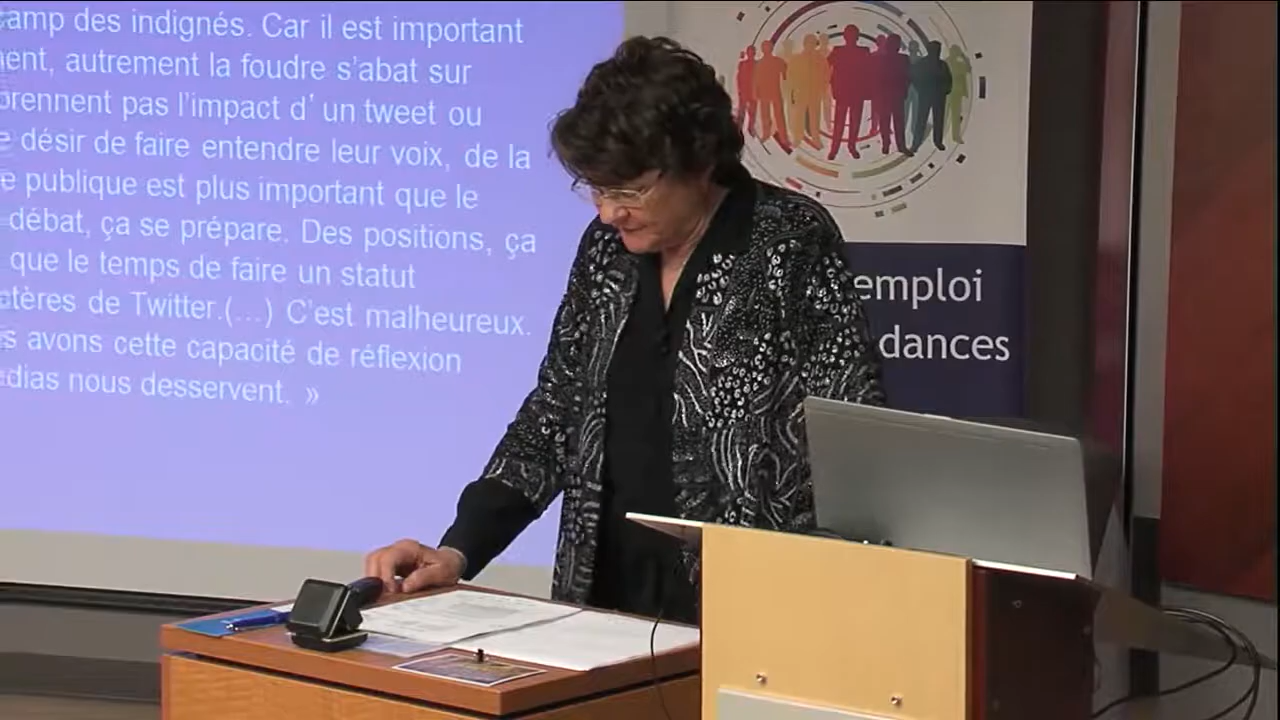 amp des indignés. Car il est important
ent, autrement la foudre s'abat sur
prennent pas l'impact d' un tweet ou
désir de faire entendre leur voix, de la
e publique est plus important que le
débat, ça se prépare. Des positions, ça
que le temps de faire un statut
ctères de Twitter.(...) C'est malheureux.
s avons cette capacité de réflexion
dias nous desservent. »
emploi
dances